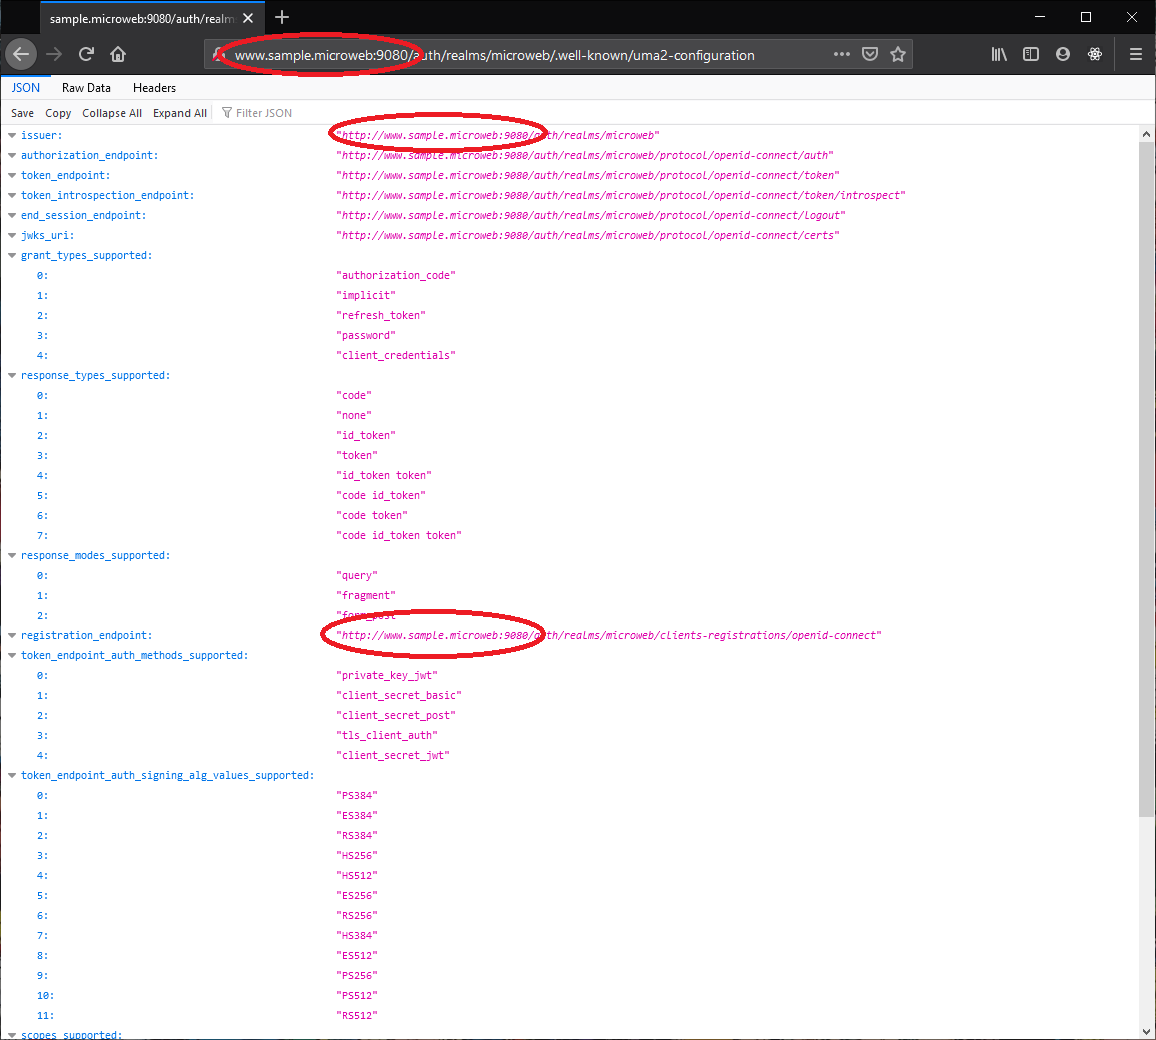 sample.microweb:9080/auth/realms
www.sample.microweb:9080/auth/realms/microweb/.well-known/uma2-configuration
JSON Raw Data Headers
Save Copy Collapse All Expand All Filter JSON
issuer: "http://www.sample.microweb:9080/auth/realms/microweb"
authorization_endpoint: "http://www.sample.microweb:9080/auth/realms/microweb/protocol/openid-connect/auth"
token_endpoint: "http://www.sample.microweb:9080/auth/realms/microweb/protocol/openid-connect/token"
token_introspection_endpoint: "http://www.sample.microweb:9080/auth/realms/microweb/protocol/openid-connect/token/introspect"
end_session_endpoint: "http://www.sample.microweb:9080/auth/realms/microweb/protocol/openid-connect/logout"
jwks_uri: "http://www.sample.microweb:9080/auth/realms/microweb/protocol/openid-connect/certs"
grant_types_supported:
0: "authorization_code"
1: "implicit"
2: "refresh_token"
3: "password"
4: "client_credentials"
response_types_supported:
0: "code"
1: "none"
2: "id_token"
3: "token"
4: "id_token token"
5: "code id_token"
6: "code token"
7: "code id_token token"
response_modes_supported:
0: "query"
1: "fragment"
2: "form_post"
registration_endpoint: "http://www.sample.microweb:9080/auth/realms/microweb/clients-registrations/openid-connect"
token_endpoint_auth_methods_supported:
0: "private_key_jwt"
1: "client_secret_basic"
2: "client_secret_post"
3: "tls_client_auth"
4: "client_secret_jwt"
token_endpoint_auth_signing_alg_values_supported:
0: "PS384"
1: "ES384"
2: "RS384"
3: "HS256"
4: "HS512"
5: "ES256"
6: "RS256"
7: "HS384"
8: "ES512"
9: "PS256"
10: "PS512"
11: "RS512"
scopes_supported: